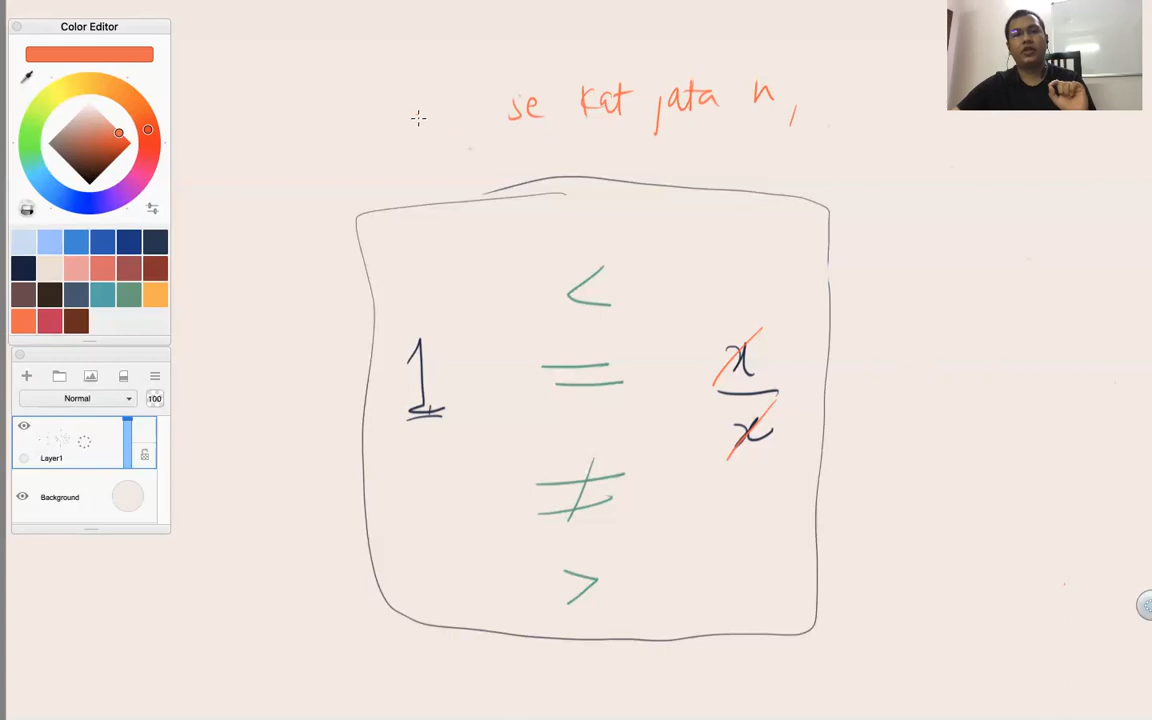 Color Editor
se kat jata n,
<
1 = x/x
≠
>
Normal 100
Layer1
Background